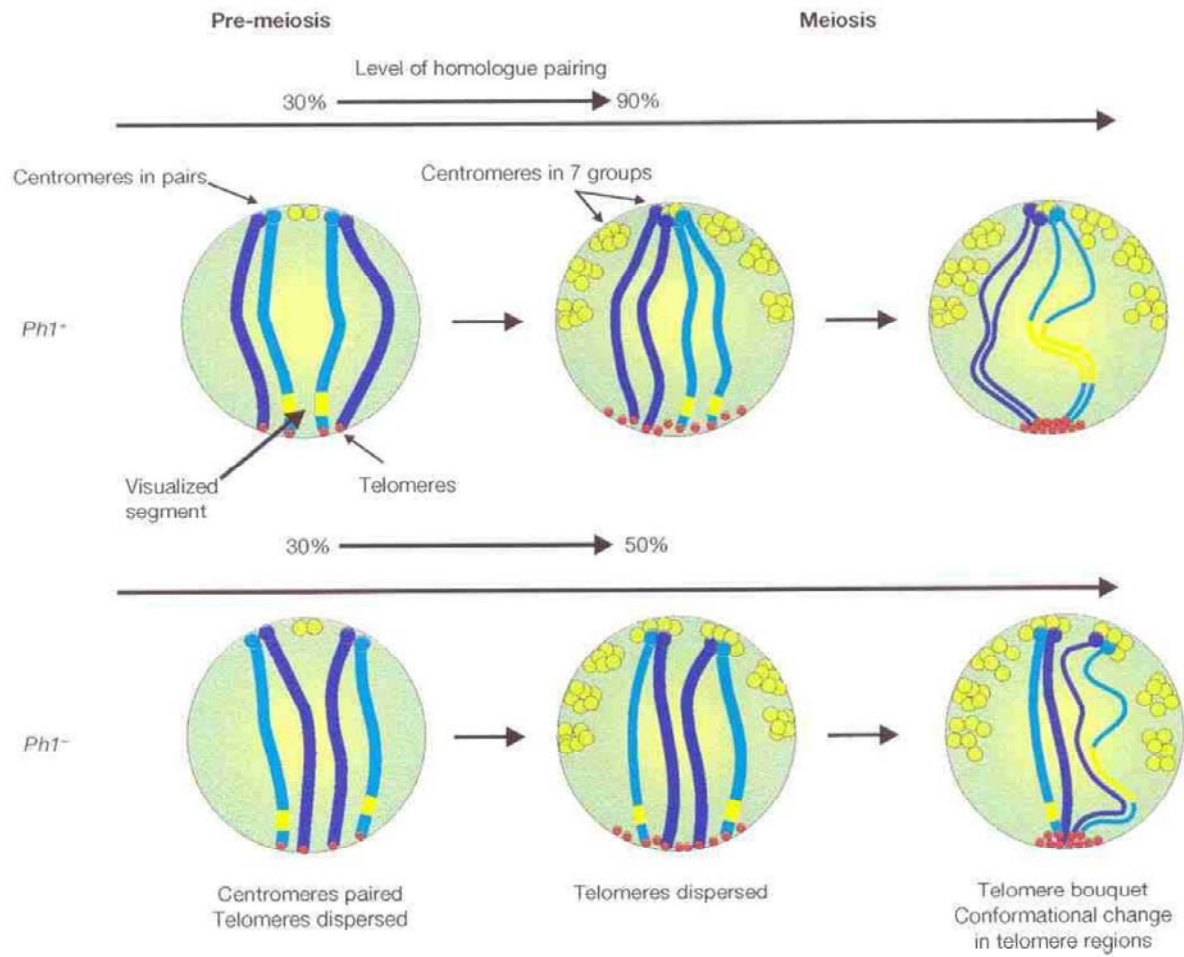 Pre-meiosis
Meiosis
Level of homologue pairing
30%
90%
Centromeres in pairs
Centromeres in 7 groups
Ph1+
Visualized
segment
Telomeres
30%
50%
Ph1-
Centromeres paired
Telomeres dispersed
Telomeres dispersed
Telomere bouquet
Conformational change
in telomere regions